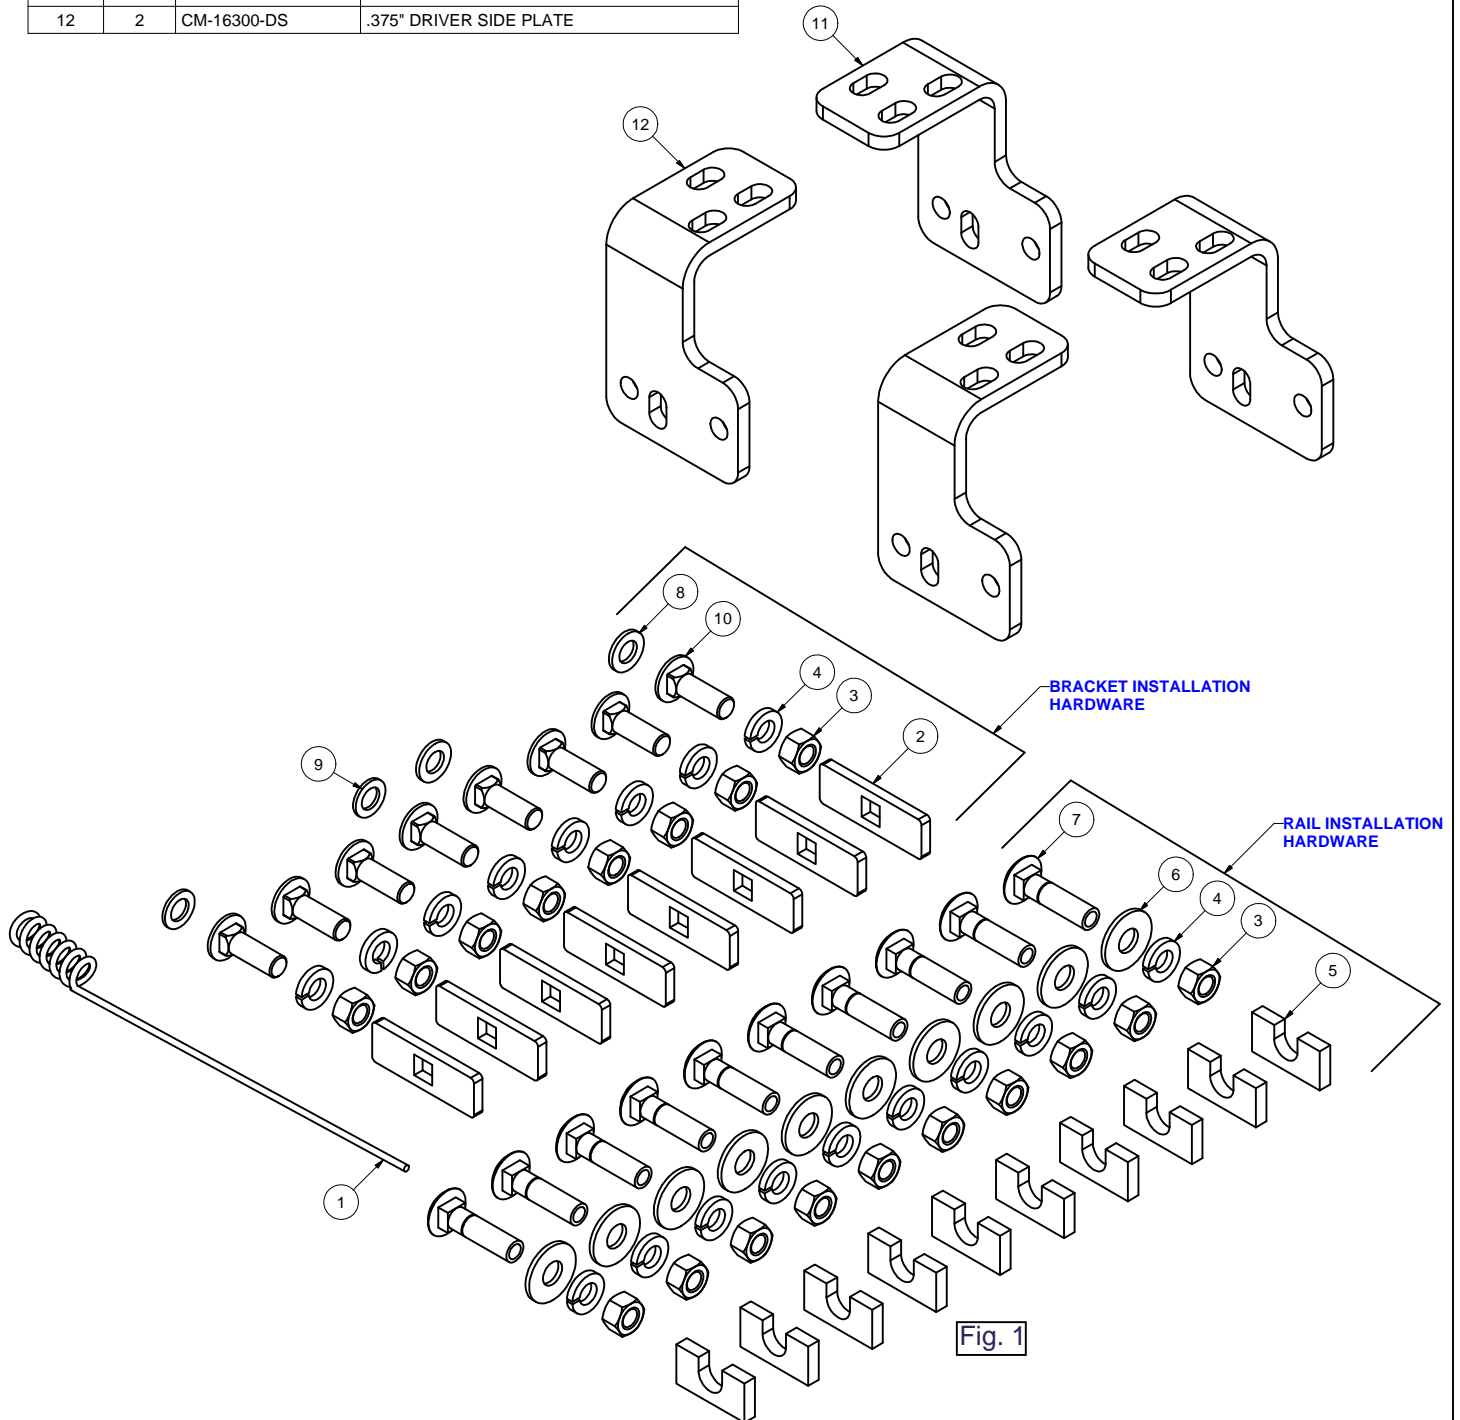 12 2 CM-16300-DS .375" DRIVER SIDE PLATE
11
12
8
10
4
3
2
BRACKET INSTALLATION
HARDWARE
9
7
6
4
3
5
RAIL INSTALLATION
HARDWARE
1
Fig. 1